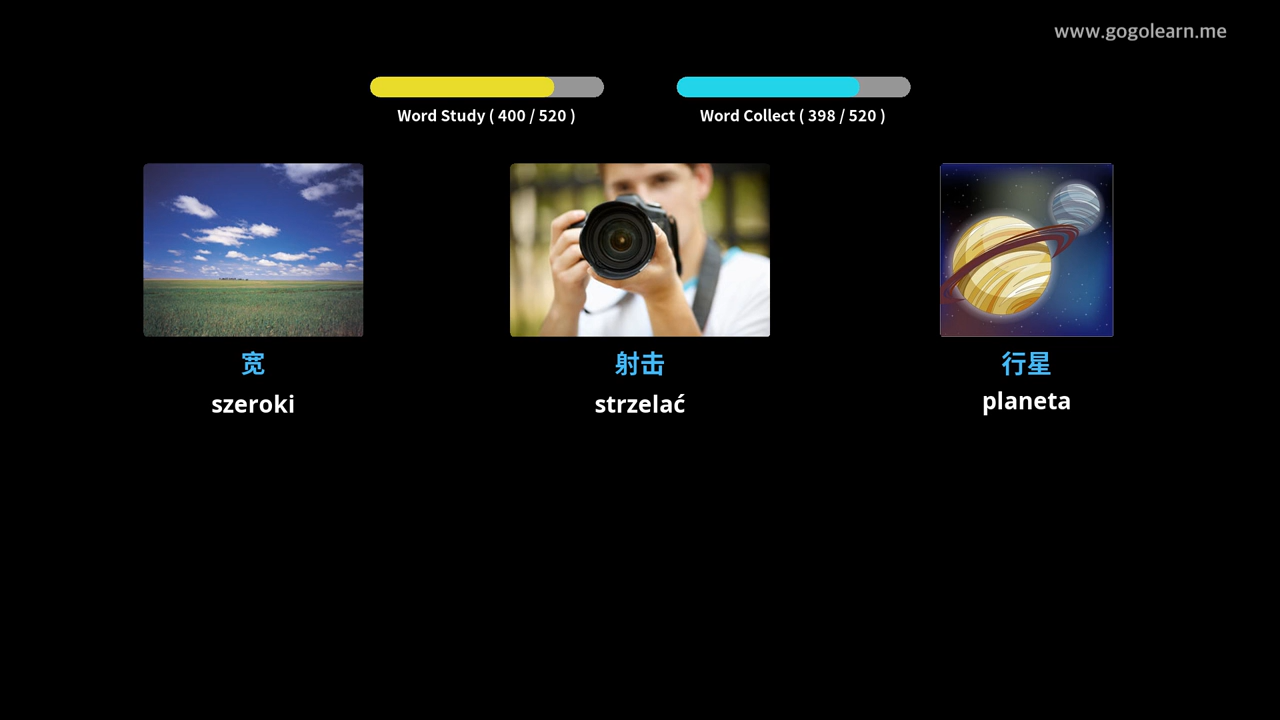 www.gogolearn.me
Word Study ( 400 / 520 )
Word Collect ( 398 / 520 )
宽
射击
行星
szeroki
strzelać
planeta